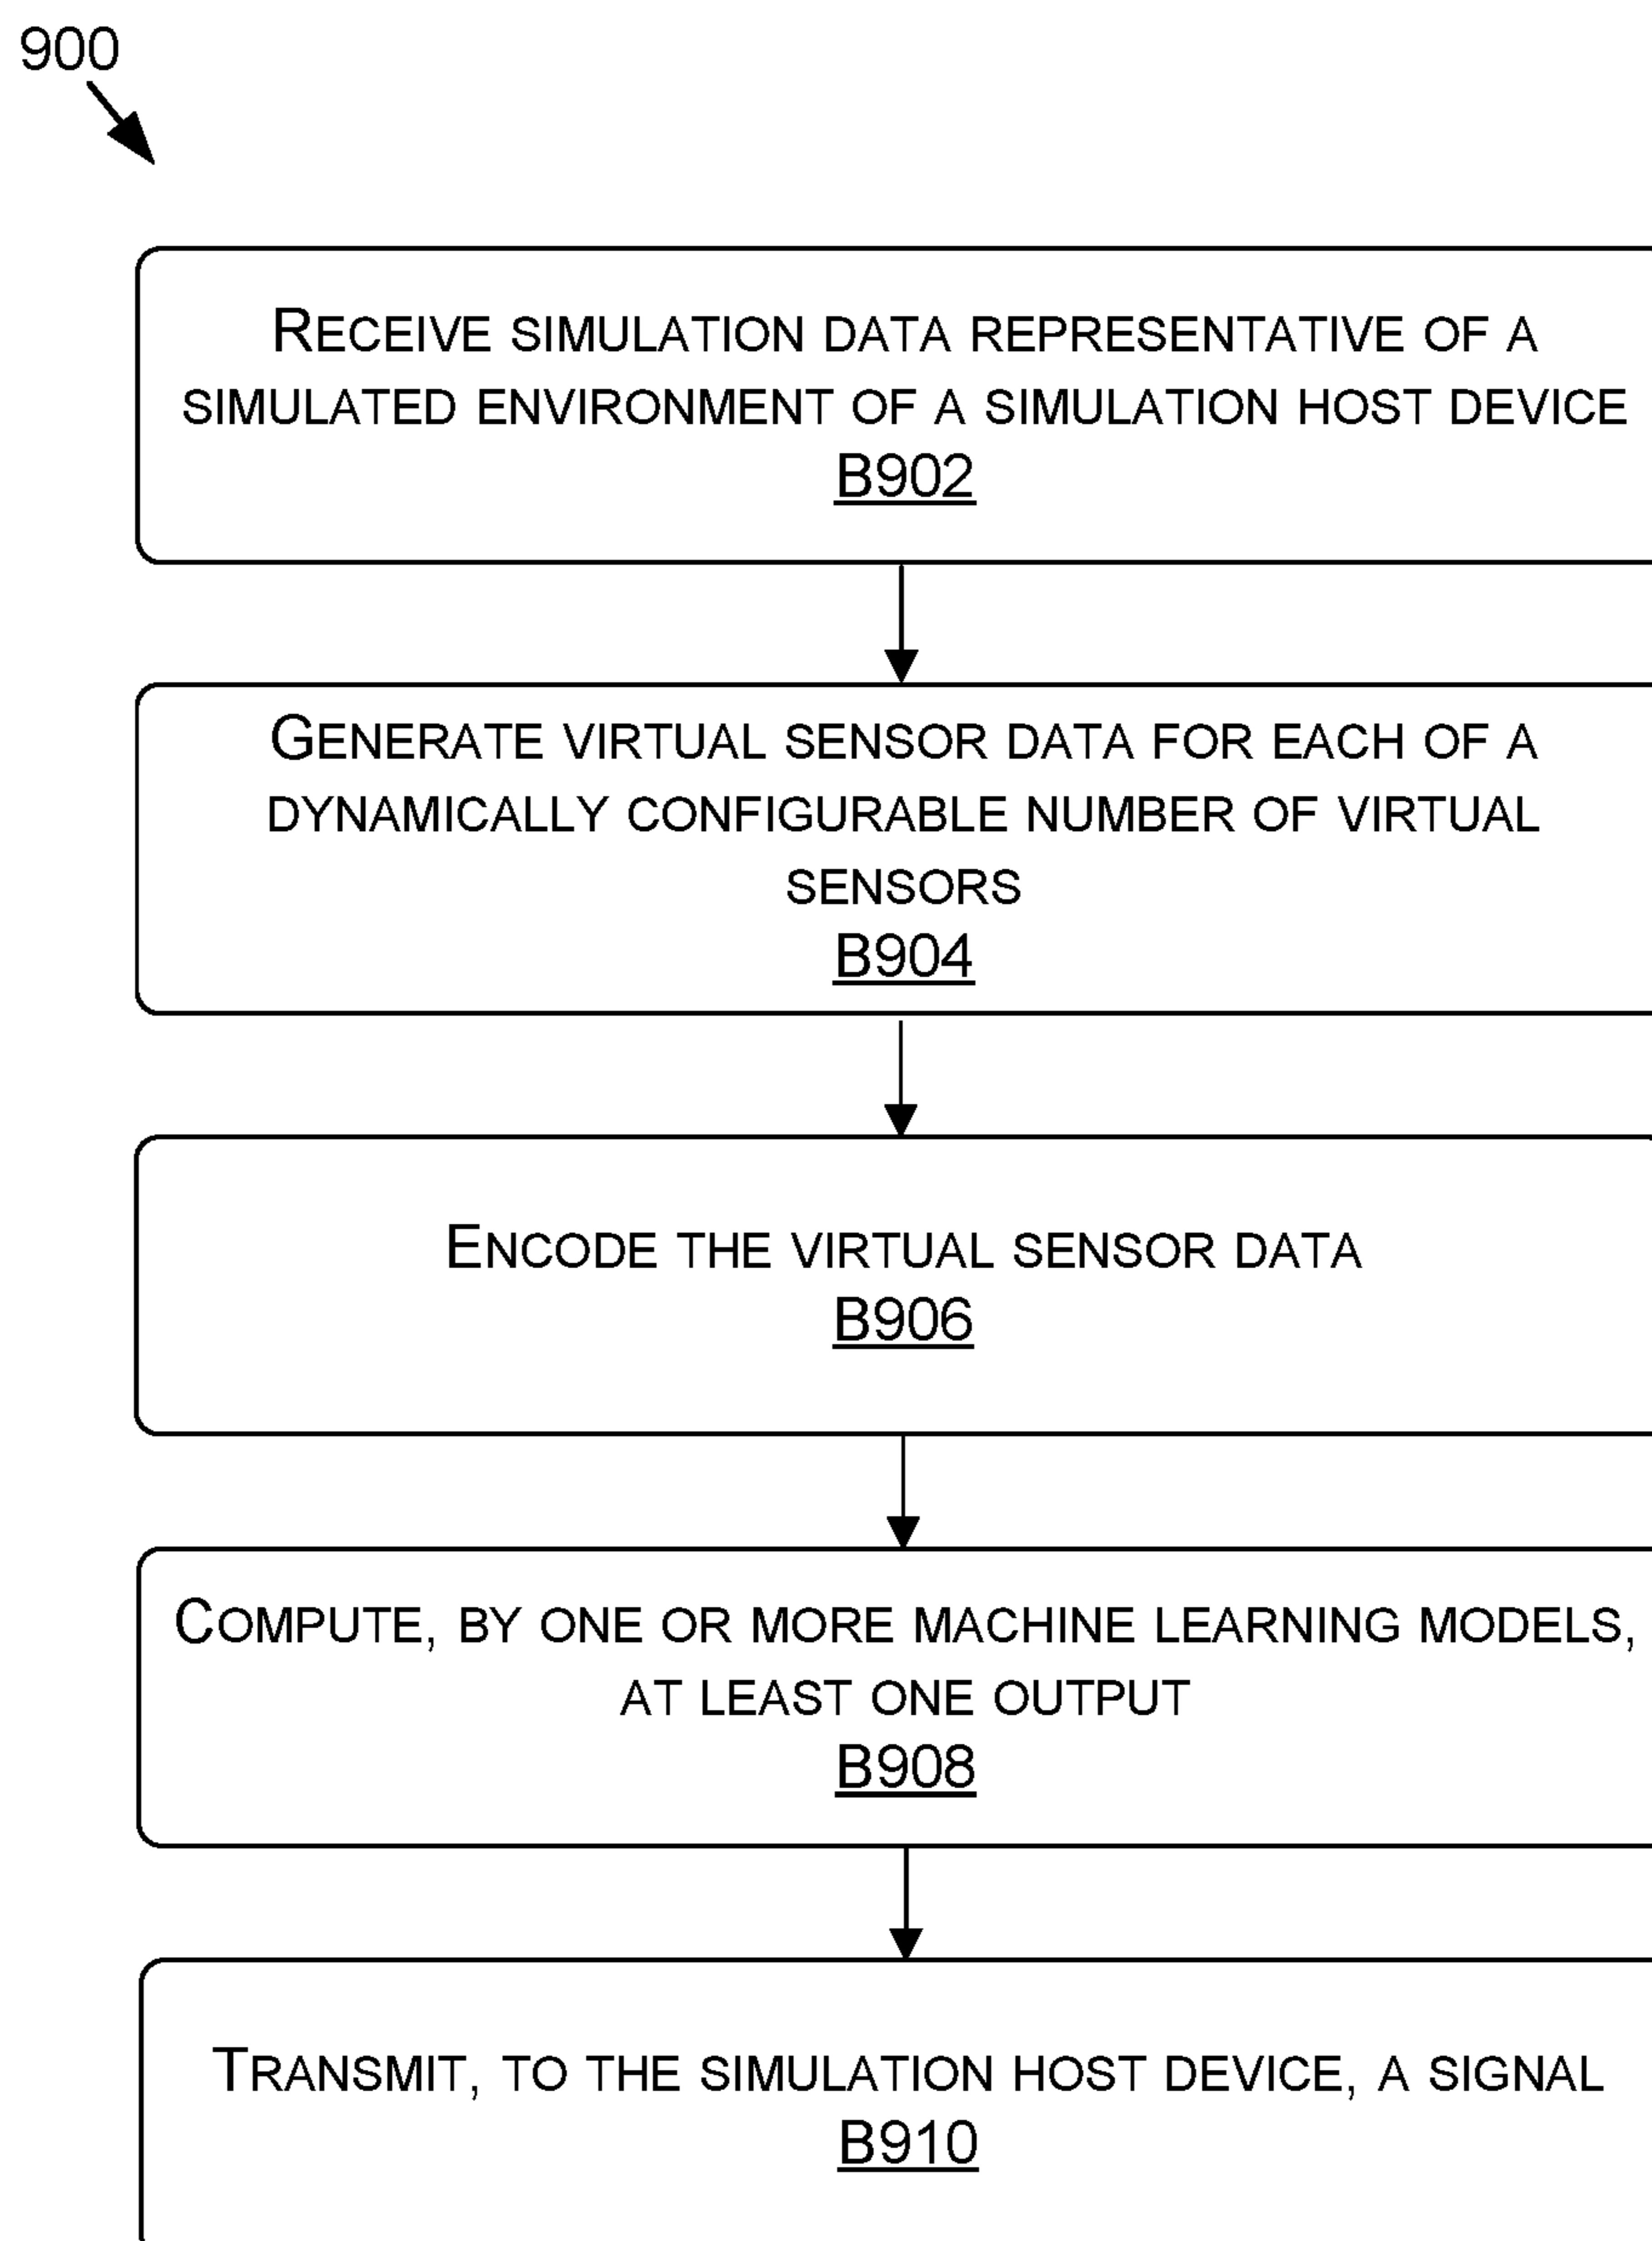 900
RECEIVE SIMULATION DATA REPRESENTATIVE OF A
SIMULATED ENVIRONMENT OF A SIMULATION HOST DEVICE
B902
GENERATE VIRTUAL SENSOR DATA FOR EACH OF A
DYNAMICALLY CONFIGURABLE NUMBER OF VIRTUAL
SENSORS
B904
ENCODE THE VIRTUAL SENSOR DATA
B906
COMPUTE, BY ONE OR MORE MACHINE LEARNING MODELS,
AT LEAST ONE OUTPUT
B908
TRANSMIT, TO THE SIMULATION HOST DEVICE, A SIGNAL
B910